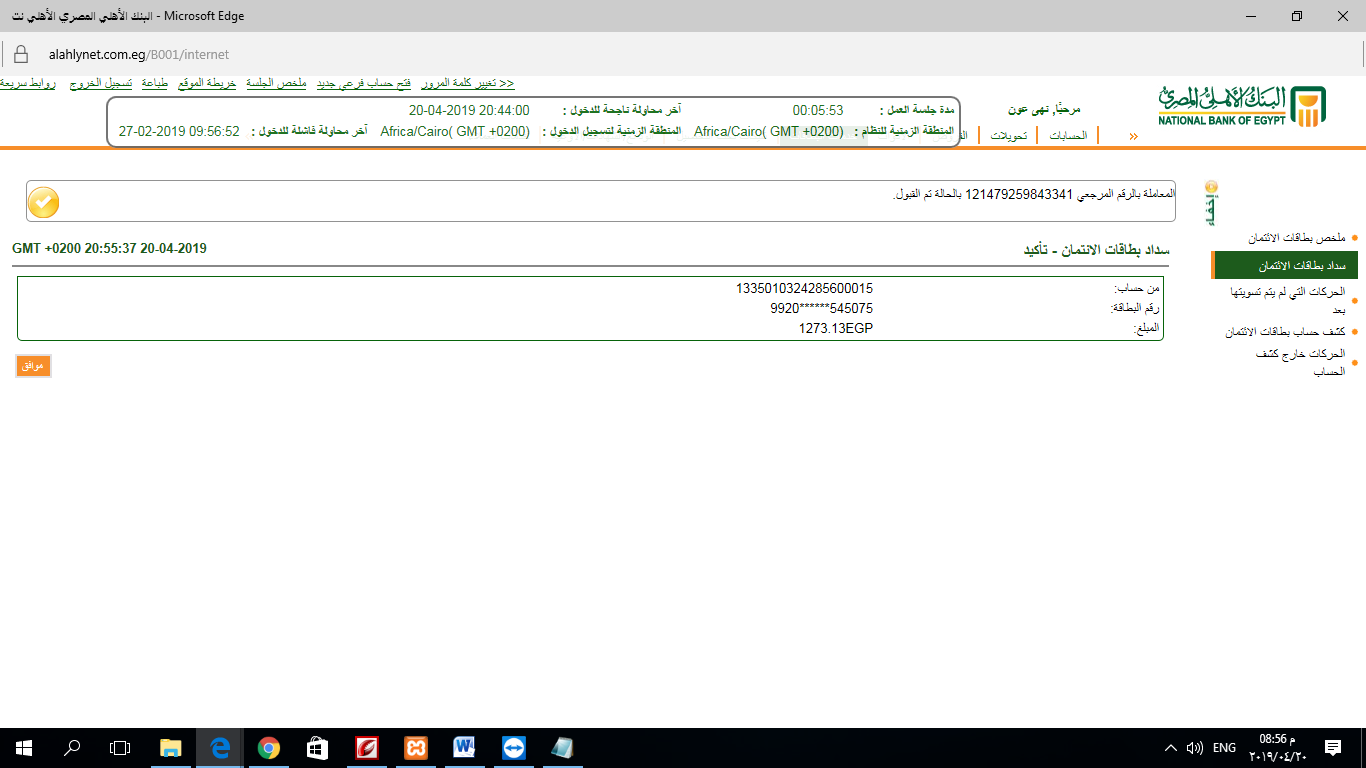 البنك الأهلي المصري الأهلي نت - Microsoft Edge
alahlynet.com.eg/B001/internet
<< تغيير كلمة المرور فتح حساب فرعي جديد ملخص الجلسة خريطة الموقع طباعة تسجيل الخروج روابط سريعة
البنك الأهلي المصري
NATIONAL BANK OF EGYPT
مرحبًا, نهى عون
مدة جلسة العمل : 00:05:53 آخر محاولة ناجحة للدخول : 20-04-2019 20:44:00
المنطقة الزمنية للنظام : Africa/Cairo( GMT +0200) المنطقة الزمنية لتسجيل الدخول : Africa/Cairo( GMT +0200) آخر محاولة فاشلة للدخول : 27-02-2019 09:56:52
» الحسابات تحويلات
إخفاء
المعاملة بالرقم المرجعي 121479259843341 بالحالة تم القبول.
ملخص بطاقات الائتمان
سداد بطاقات الائتمان
الحركات التي لم يتم تسويتها
بعد
كشف حساب بطاقات الائتمان
الحركات خارج كشف
الحساب
سداد بطاقات الائتمان - تأكيد
GMT +0200 20:55:37 20-04-2019
من حساب: 1335010324285600015
رقم البطاقة: 9920******545075
المبلغ: 1273.13EGP
موافق
ENG
08:56 م
٢٠١٩/٠٤/٢٠